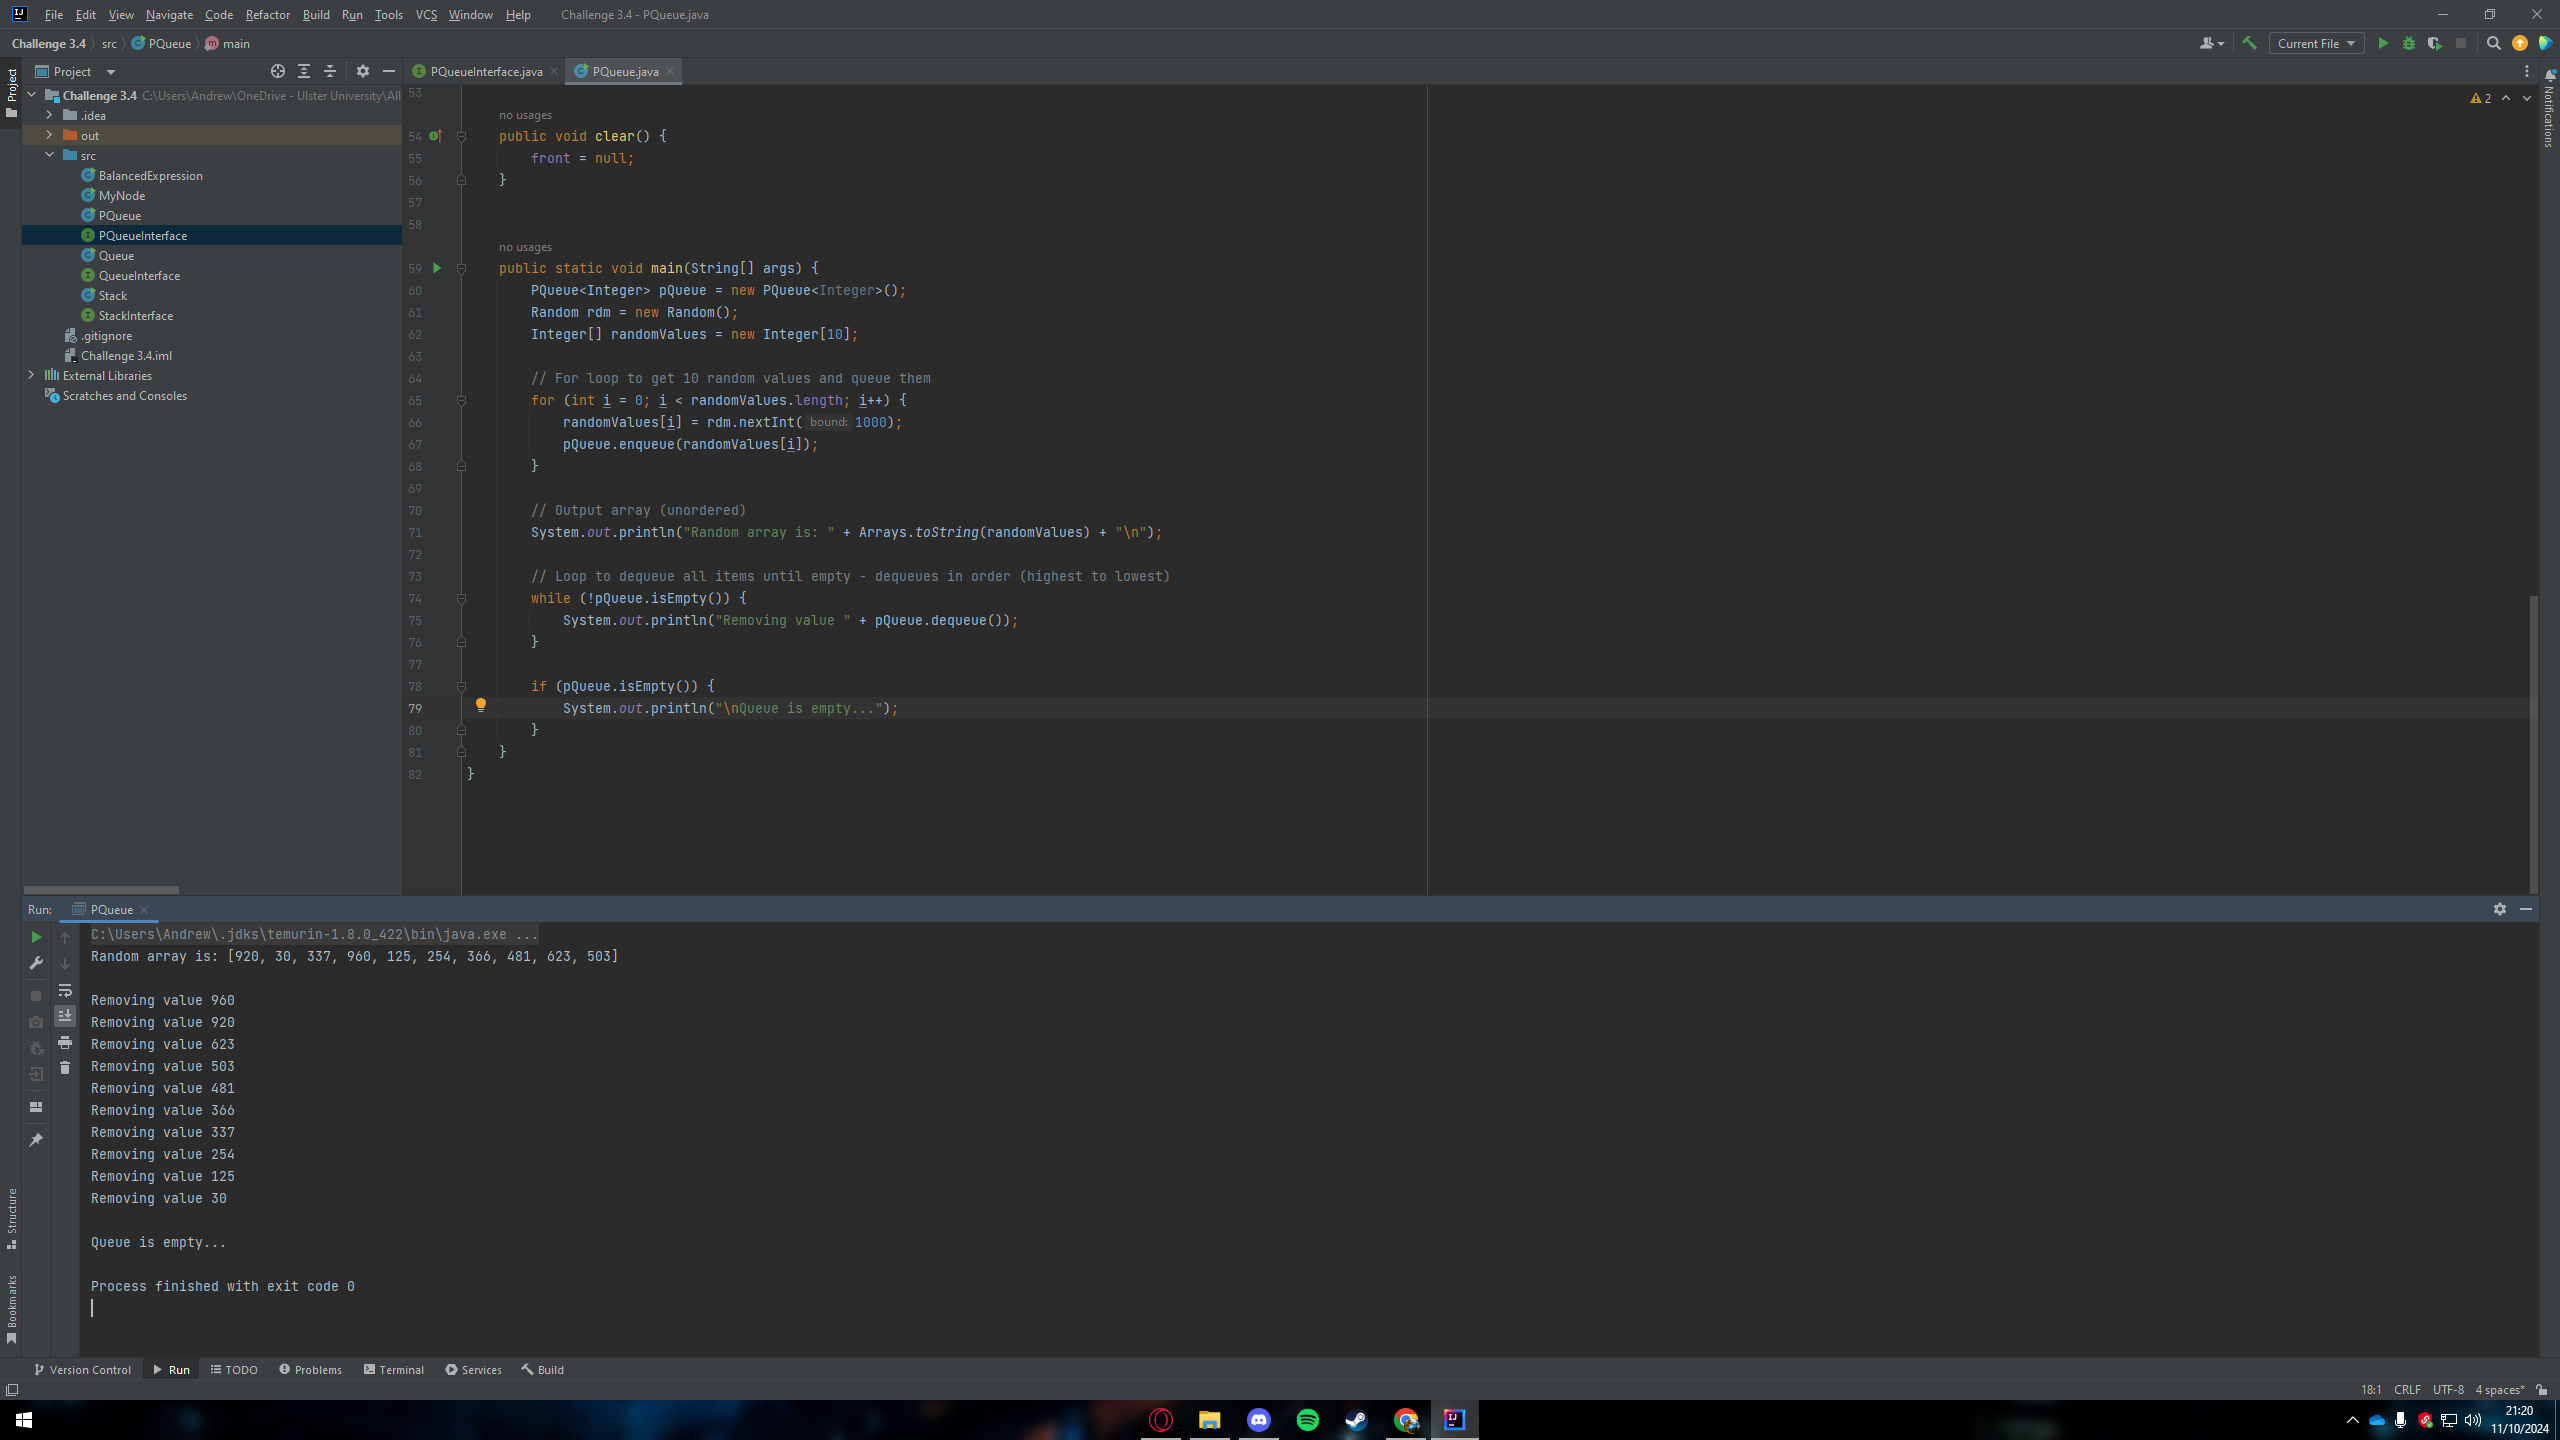 File Edit View Navigate Code Refactor Build Run Tools VCS Window Help Challenge 3.4 - PQueue.java
Challenge 3.4 src PQueue main Current File
Project
PQueueInterface.java PQueue.java
Challenge 3.4 C:\Users\Andrew\OneDrive - Ulster University\All
.idea
out
src
BalancedExpression
MyNode
PQueue
PQueueInterface
Queue
QueueInterface
Stack
StackInterface
.gitignore
Challenge 3.4.iml
External Libraries
Scratches and Consoles
Project
Structure
Bookmarks
Notifications
2
53
no usages
54 public void clear() {
55 front = null;
56 }
57
58
no usages
59 public static void main(String[] args) {
60 PQueue<Integer> pQueue = new PQueue<Integer>();
61 Random rdm = new Random();
62 Integer[] randomValues = new Integer[10];
63
64 // For loop to get 10 random values and queue them
65 for (int i = 0; i < randomValues.length; i++) {
66 randomValues[i] = rdm.nextInt( bound: 1000);
67 pQueue.enqueue(randomValues[i]);
68 }
69
70 // Output array (unordered)
71 System.out.println("Random array is: " + Arrays.toString(randomValues) + "\n");
72
73 // Loop to dequeue all items until empty - dequeues in order (highest to lowest)
74 while (!pQueue.isEmpty()) {
75 System.out.println("Removing value " + pQueue.dequeue());
76 }
77
78 if (pQueue.isEmpty()) {
79 System.out.println("\nQueue is empty...");
80 }
81 }
82 }
Run: PQueue
C:\Users\Andrew\.jdks\temurin-1.8.0_422\bin\java.exe ...
Random array is: [920, 30, 337, 960, 125, 254, 366, 481, 623, 503]
Removing value 960
Removing value 920
Removing value 623
Removing value 503
Removing value 481
Removing value 366
Removing value 337
Removing value 254
Removing value 125
Removing value 30
Queue is empty...
Process finished with exit code 0
Version Control Run TODO Problems Terminal Services Build
18:1 CRLF UTF-8 4 spaces*
21:20
11/10/2024